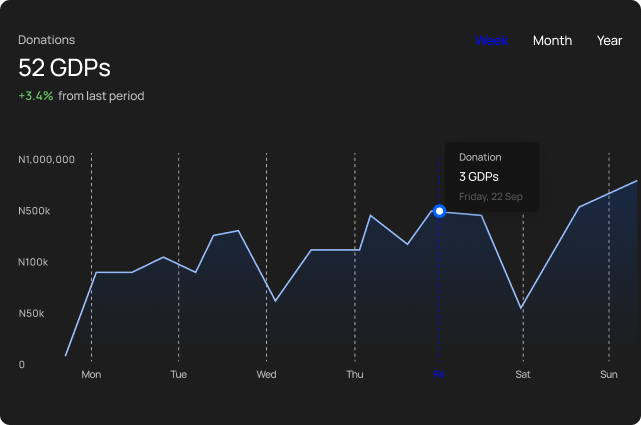 Donations
52 GDPs
+3.4% from last period
Week Month Year
N1,000,000
N500k
N100k
N50k
0
Donation
3 GDPs
Friday, 22 Sep
Mon Tue Wed Thu Fri Sat Sun